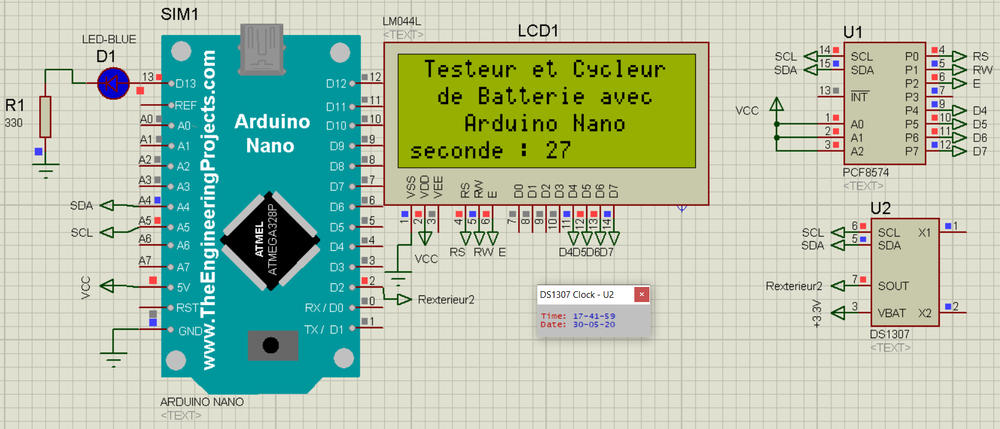 SIM1
LED-BLUE
D1
R1
330
13
D13
REF
A0
A0
A1
A1
A2
A2
A3
A3
SDA
A4
A4
SCL
A5
A5
A6
A6
A7
A7
VCC
5V
RST
GND
www.TheEngineeringProjects.com
Arduino
Nano
ATMEL
ATMEGA328P
D12
12
D11
11
D10
10
D9
9
D8
8
D7
7
D6
6
D5
5
D4
4
D3
3
D2
2
Rexterieur2
RX / D0
0
TX / D1
1
ARDUINO NANO
<TEXT>
LM044L
<TEXT>
LCD1
Testeur et Cycleur
de Batterie avec
Arduino Nano
seconde : 27
VSS VDD VEE RS RW E D0 D1 D2 D3 D4 D5 D6 D7
1 2 3 4 5 6 7 8 9 10 11 12 13 14
VCC
RS RW E D4 D5 D6 D7
DS1307 Clock - U2
Time: 17-41-59
Date: 30-05-20
U1
SCL 14 SCL P0 4 RS
SDA 15 SDA P1 5 RW
P2 6 E
13 INT P3 7
VCC
P4 9 D4
1 A0 P5 10 D5
2 A1 P6 11 D6
3 A2 P7 12 D7
PCF8574
<TEXT>
U2
SCL 6 SCL X1 1
SDA 5 SDA
Rexterieur2 7 SOUT
+3.3V 3 VBAT X2 2
DS1307
<TEXT>